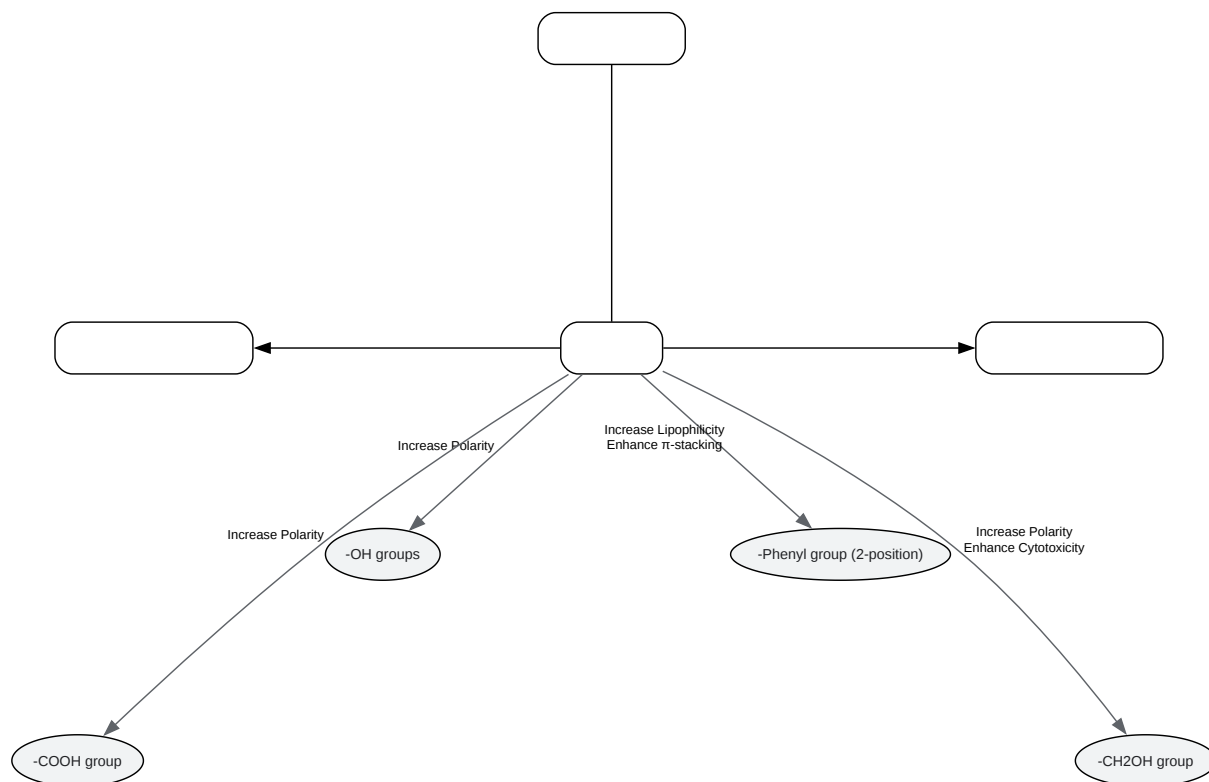 Increase Lipophilicity
Enhance π-stacking
Increase Polarity
Increase Polarity
Increase Polarity
Enhance Cytotoxicity
-OH groups
-Phenyl group (2-position)
-COOH group
-CH2OH group